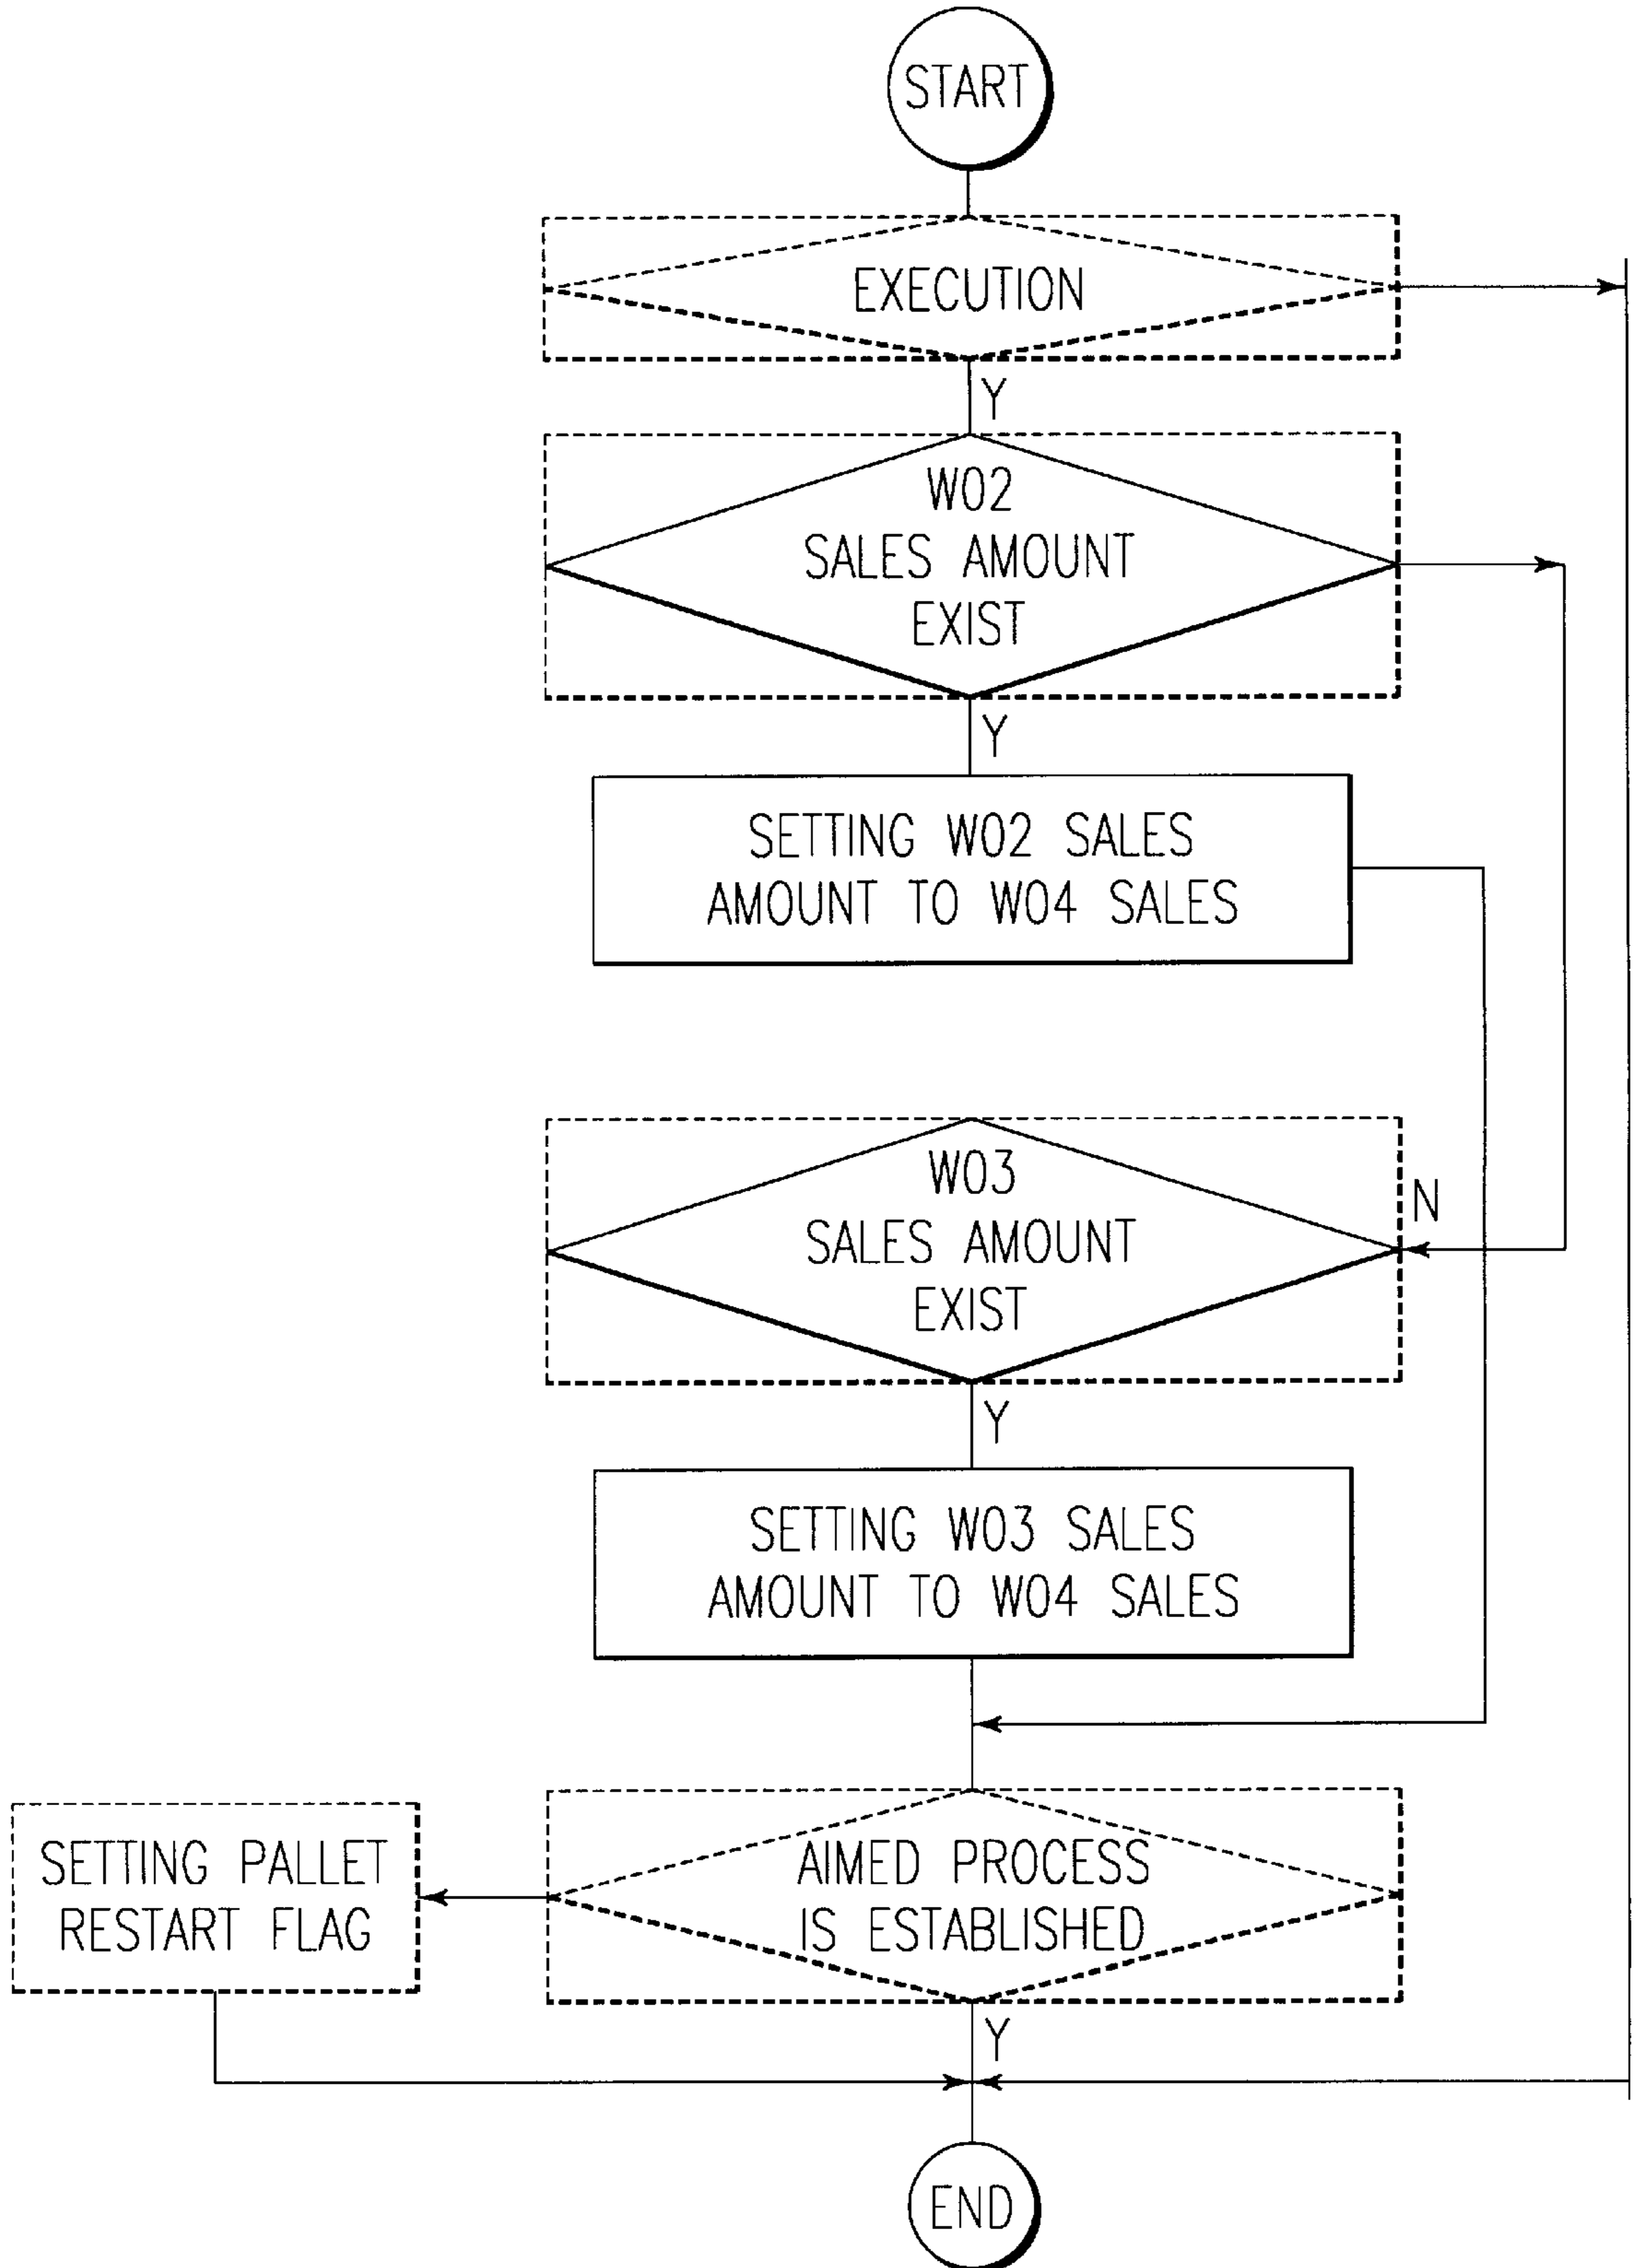 START
EXECUTION
Y
W02
SALES AMOUNT
EXIST
Y
SETTING W02 SALES
AMOUNT TO W04 SALES
W03
SALES AMOUNT
EXIST
N
Y
SETTING W03 SALES
AMOUNT TO W04 SALES
SETTING PALLET
RESTART FLAG
AIMED PROCESS
IS ESTABLISHED
Y
END